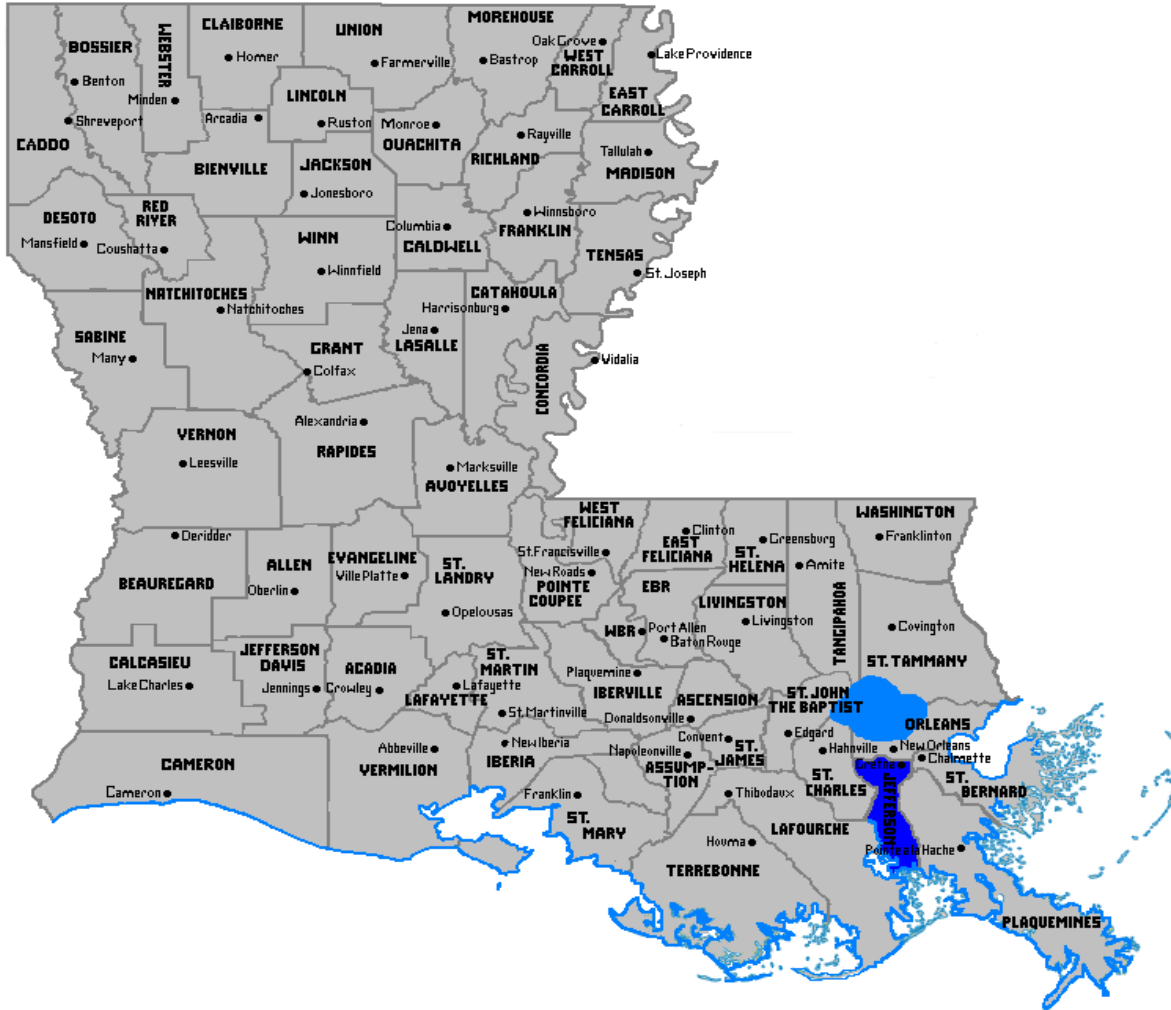 MOREHOUSE
CLAIBORNE
UNION
BOSSIER
WEBSTER
Oak Grove
Homer
Farmerville
Bastrop
WEST
CARROLL
Lake Providence
Benton
Minden
LINCOLN
EAST
CARROLL
Shreveport
Arcadia
Ruston
Monroe
OUACHITA
Rayville
CADDO
BIENVILLE
JACKSON
RICHLAND
Tallulah
MADISON
Jonesboro
RED
RIVER
DESOTO
Winnsboro
Mansfield
Coushatta
WINN
Columbia
CALDWELL
FRANKLIN
TENSAS
Winnfield
St. Joseph
NATCHITOCHES
Natchitoches
CATAHOULA
Harrisonburg
SABINE
Many
GRANT
Jena
LASALLE
CONCORDIA
Vidalia
Colfax
Alexandria
VERNON
RAPIDES
Leesville
Marksville
AVOYELLES
WEST
FELICIANA
WASHINGTON
Deridder
Clinton
EAST
FELICIANA
Greensburg
Franklinton
St. Francisville
ST.
HELENA
Amite
BEAUREGARD
ALLEN
EVANGELINE
Ville Platte
ST.
LANDRY
New Roads
POINTE
COUPEE
EBR
Oberlin
LIVINGSTON
TANGIPAHOA
Opelousas
WBR
Port Allen
Baton Rouge
Livingston
Covington
CALCASIEU
JEFFERSON
DAVIS
ACADIA
ST.
MARTIN
ST. TAMMANY
Lake Charles
Jennings
Crowley
LAFAYETTE
Lafayette
Plaquemine
IBERVILLE
ASCENSION
ST. JOHN
THE BAPTIST
St. Martinville
Donaldsonville
ORLEANS
Convent
Edgard
Abbeville
New Iberia
IBERIA
Napoleonville
ST.
JAMES
Hahnville
New Orleans
Chalmette
CAMERON
VERMILION
ASSUMP-
TION
Gretna
ST.
CHARLES
JEFFERSON
ST.
BERNARD
Cameron
Franklin
Thibodaux
ST.
MARY
LAFOURCHE
Houma
Pointe a la Hache
TERREBONNE
PLAQUEMINES